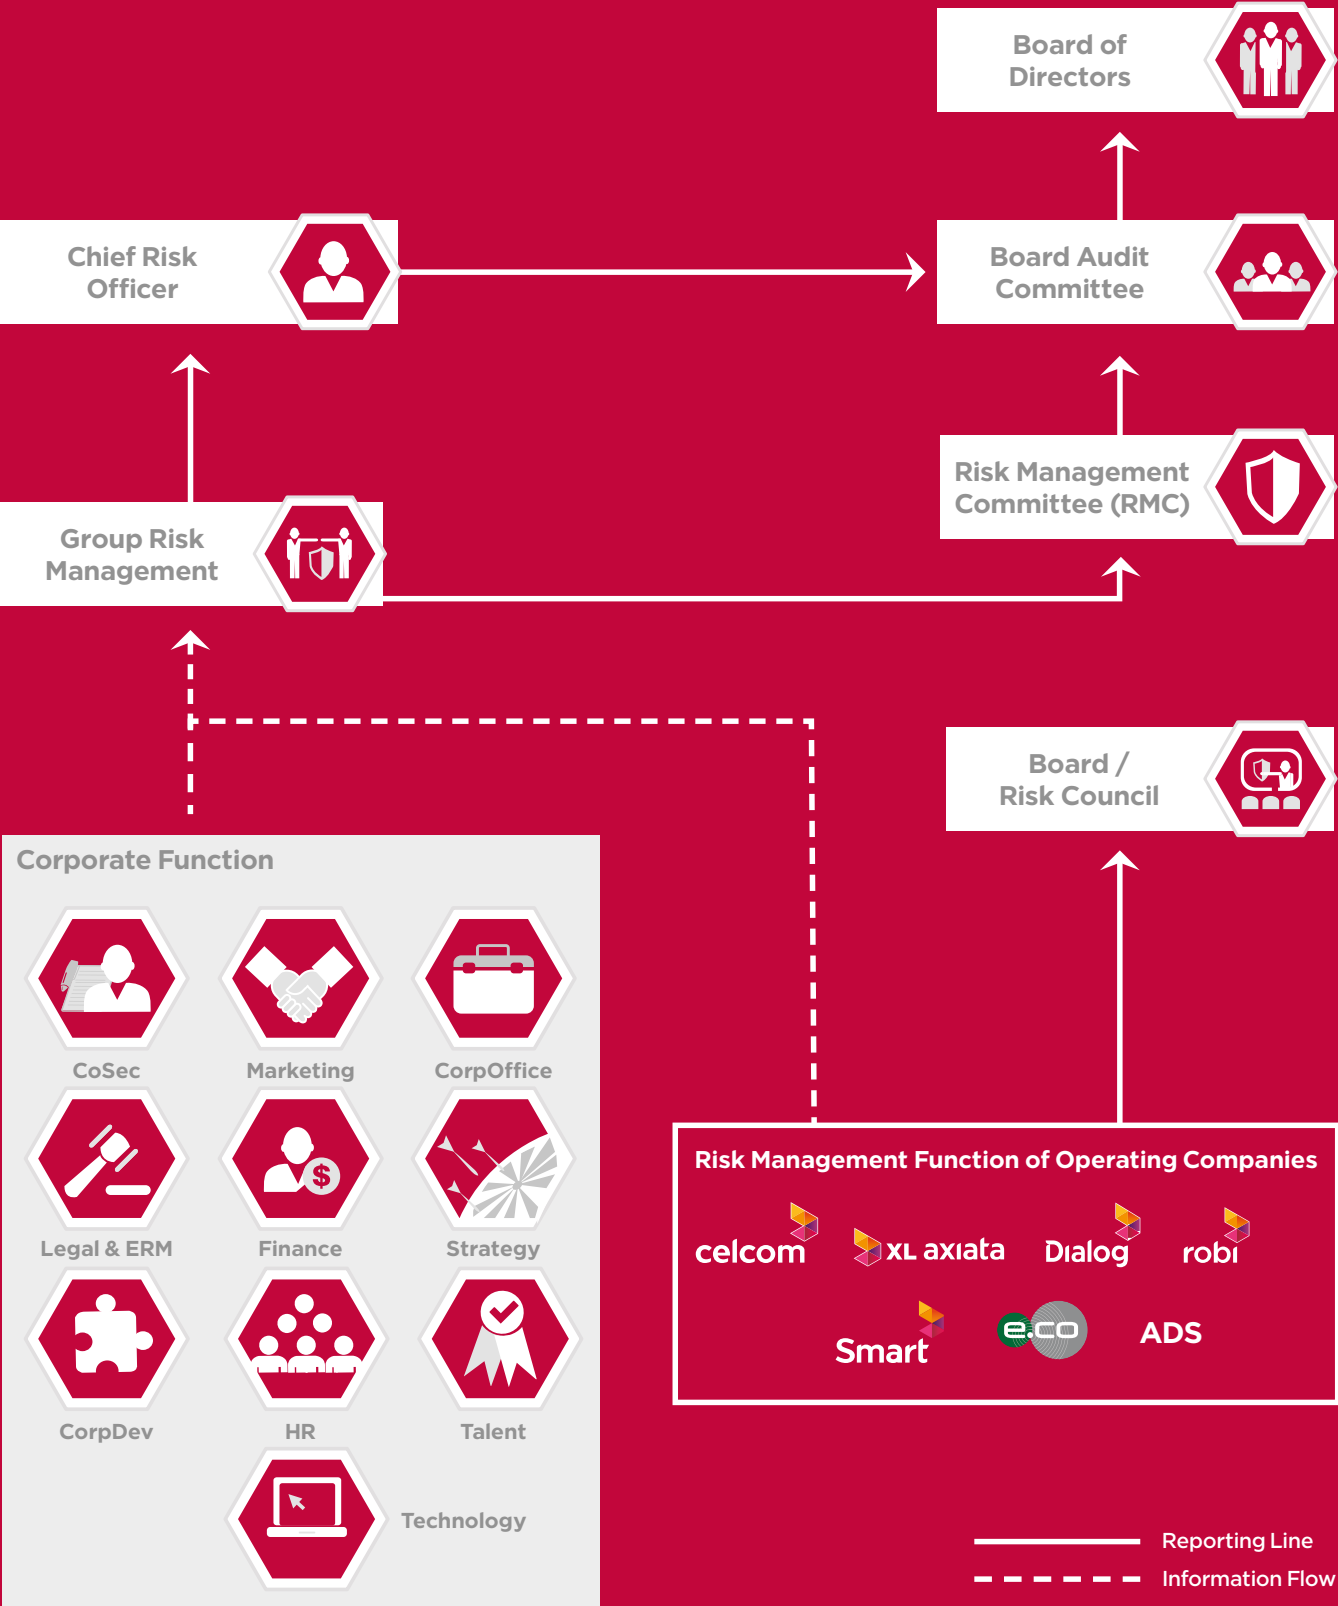 Board of
Directors
Chief Risk
Officer
Board Audit
Committee
Risk Management
Committee (RMC)
Group Risk
Management
Board /
Risk Council
Corporate Function
CoSec
Marketing
CorpOffice
$
Legal & ERM
Finance
Strategy
CorpDev
HR
Talent
Technology
Risk Management Function of Operating Companies
celcom
XL axiata
Dialog
robi
Smart
e.co
ADS
Reporting Line
Information Flow